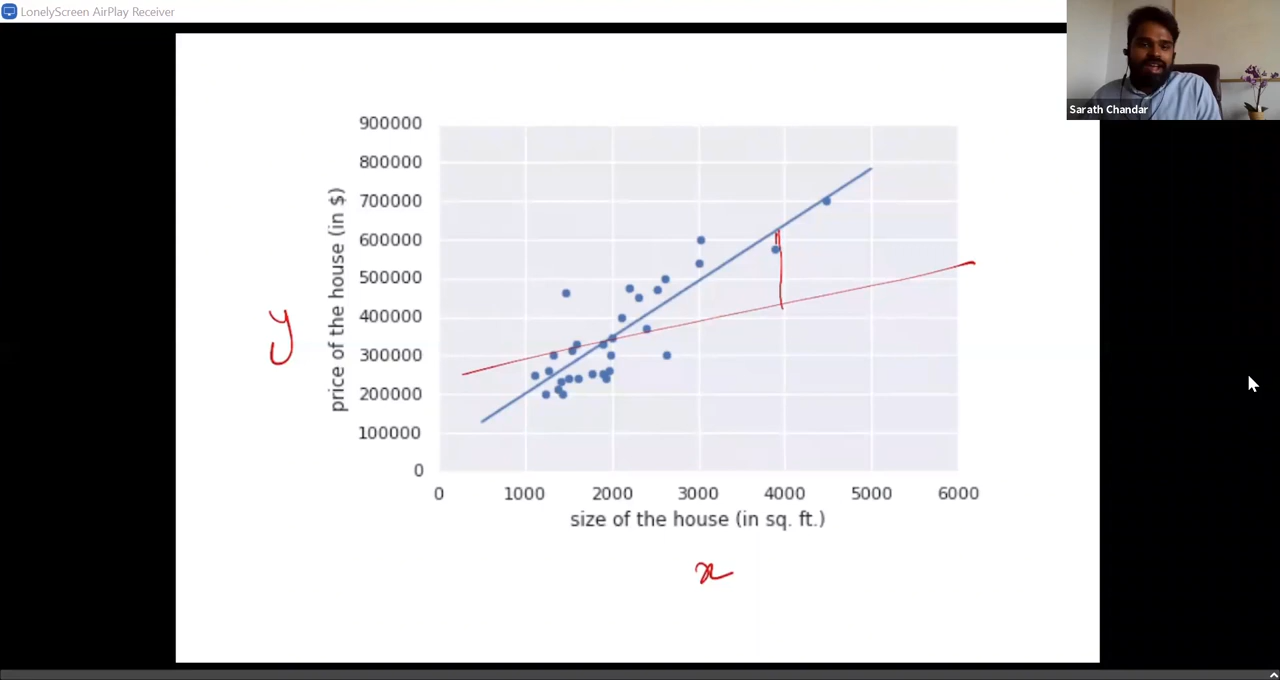 LonelyScreen AirPlay Receiver
Sarath Chandar
900000
800000
700000
600000
500000
400000
300000
200000
100000
0
price of the house (in $)
y
0 1000 2000 3000 4000 5000 6000
size of the house (in sq. ft.)
x